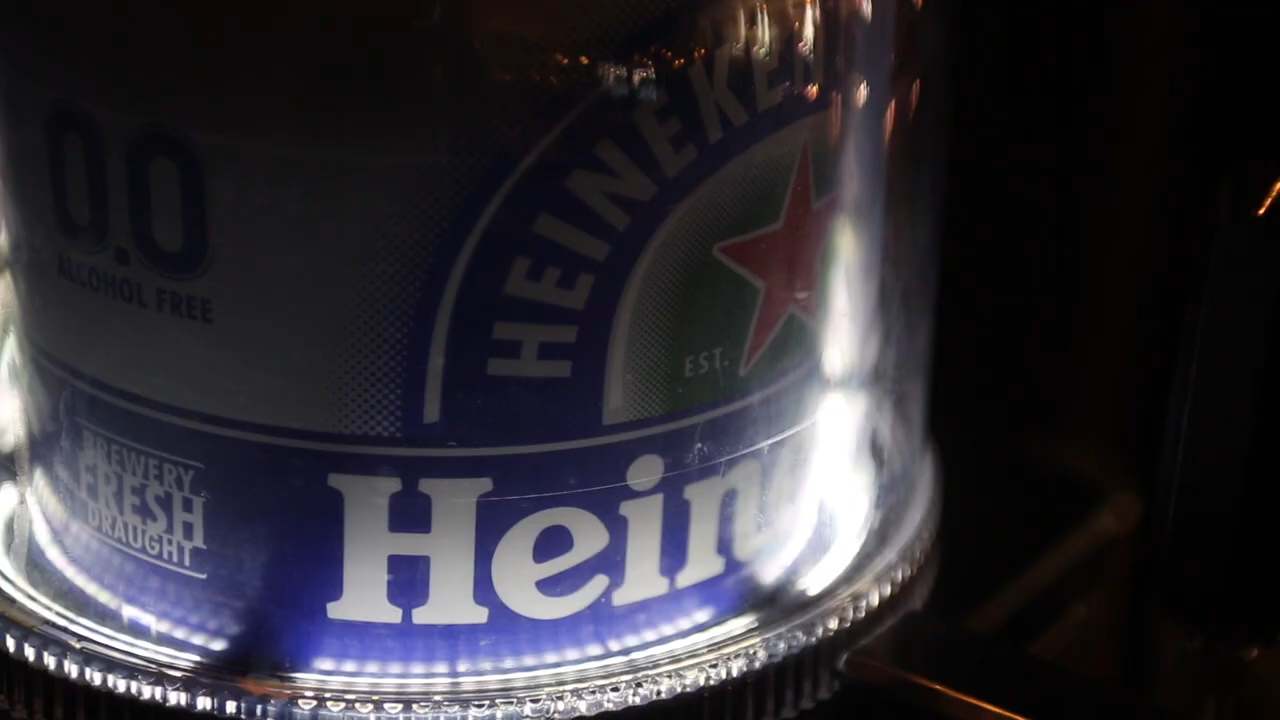 0.0
ALCOHOL FREE
HEINEKEN
EST.
BREWERY
FRESH
DRAUGHT
Hein